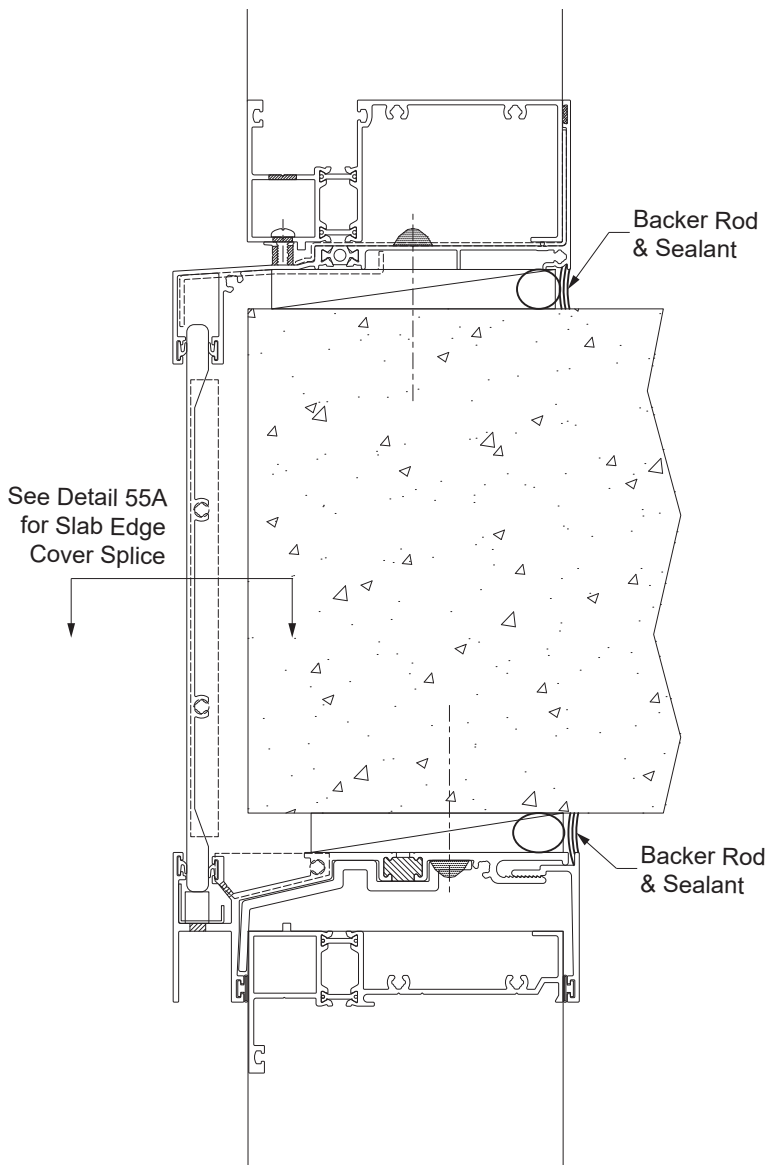 Backer Rod
& Sealant
See Detail 55A
for Slab Edge
Cover Splice
Backer Rod
& Sealant